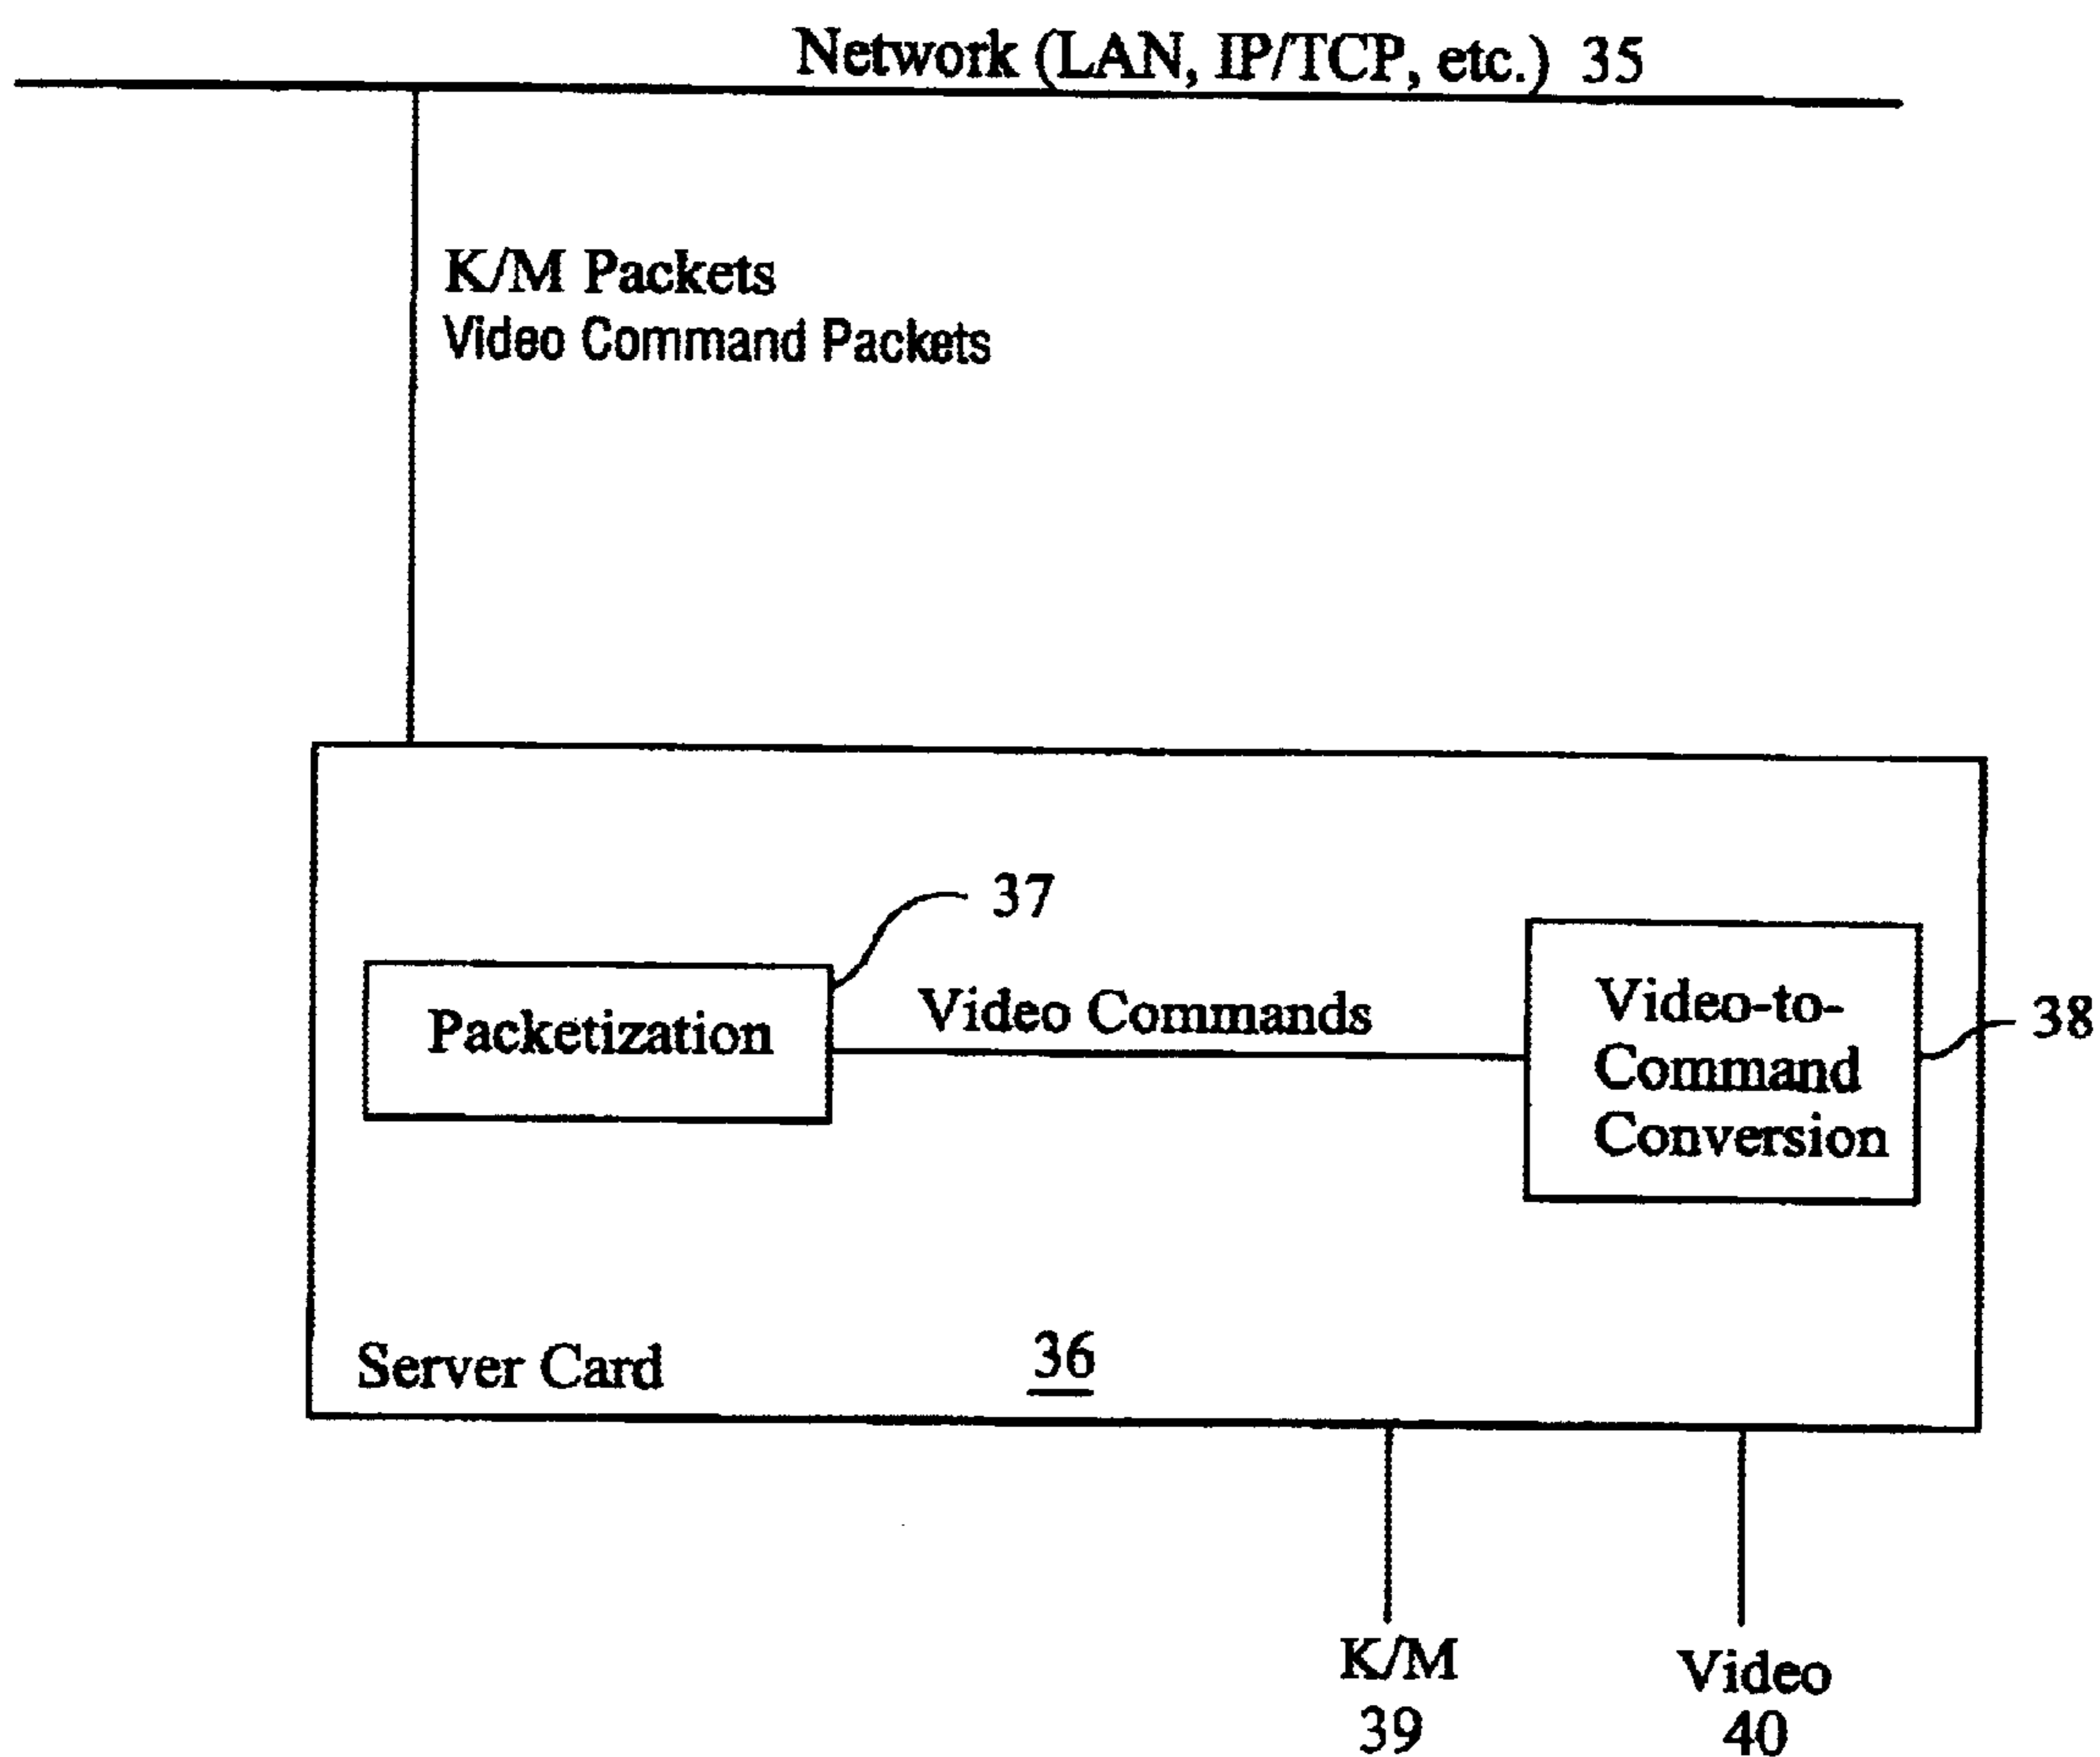 Network (LAN, IP/TCP, etc.) 35
K/M Packets
Video Command Packets
37
Packetization
Video Commands
Video-to-
Command
Conversion
38
Server Card 36
K/M
39
Video
40